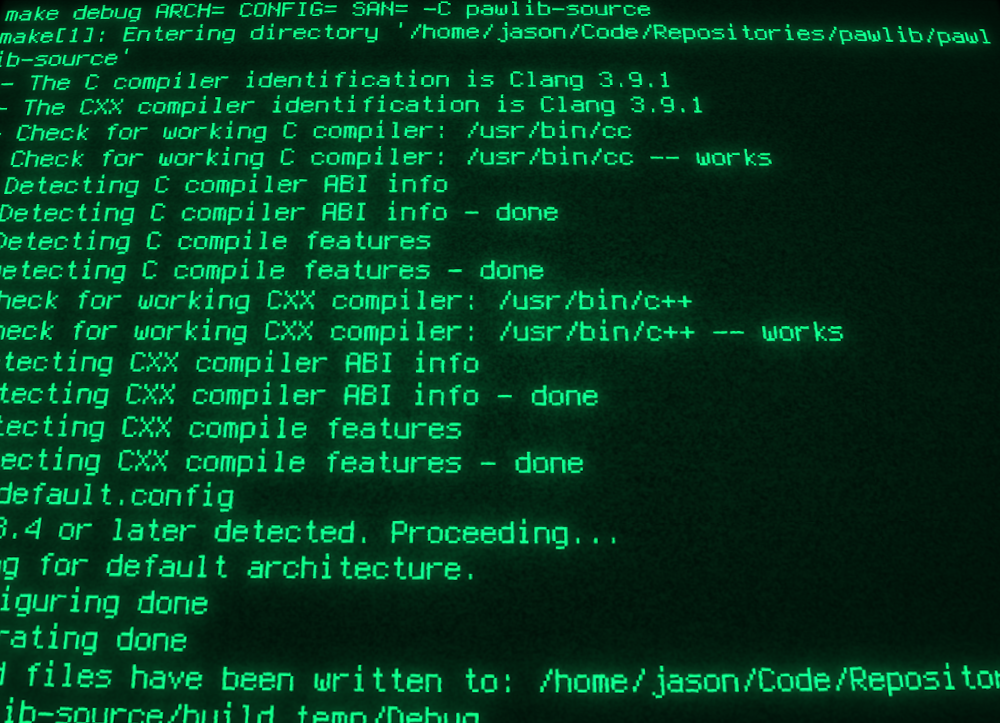 make debug ARCH= CONFIG= SAN= -C pawlib-source
make[1]: Entering directory '/home/jason/Code/Repositories/pawlib/pawl
ib-source'
- The C compiler identification is Clang 3.9.1
- The CXX compiler identification is Clang 3.9.1
- Check for working C compiler: /usr/bin/cc
Check for working C compiler: /usr/bin/cc -- works
Detecting C compiler ABI info
Detecting C compiler ABI info - done
Detecting C compile features
etecting C compile features - done
heck for working CXX compiler: /usr/bin/c++
heck for working CXX compiler: /usr/bin/c++ -- works
tecting CXX compiler ABI info
tecting CXX compiler ABI info - done
tecting CXX compile features
ecting CXX compile features - done
default.config
3.4 or later detected. Proceeding...
g for default architecture.
iguring done
rating done
d files have been written to: /home/jason/Code/Repositor
ib-source/build_temp/Debug